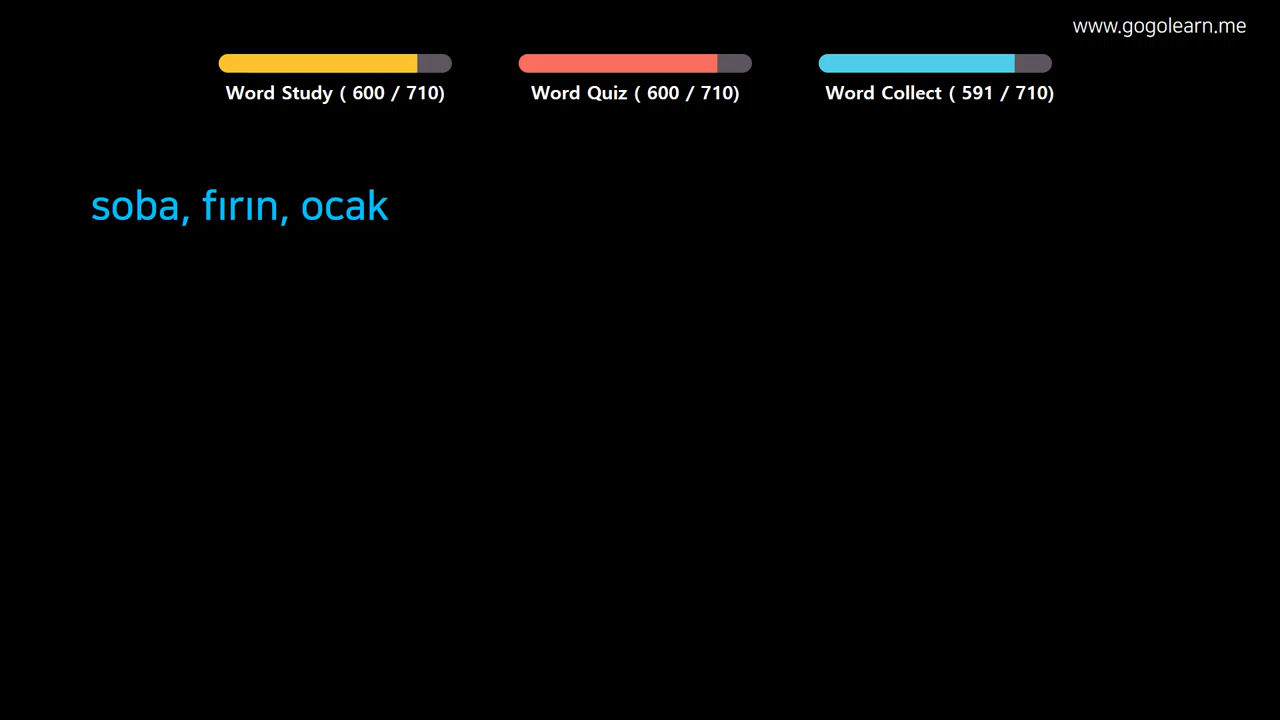 www.gogolearn.me
Word Study ( 600 / 710)
Word Quiz ( 600 / 710)
Word Collect ( 591 / 710)
soba, fırın, ocak